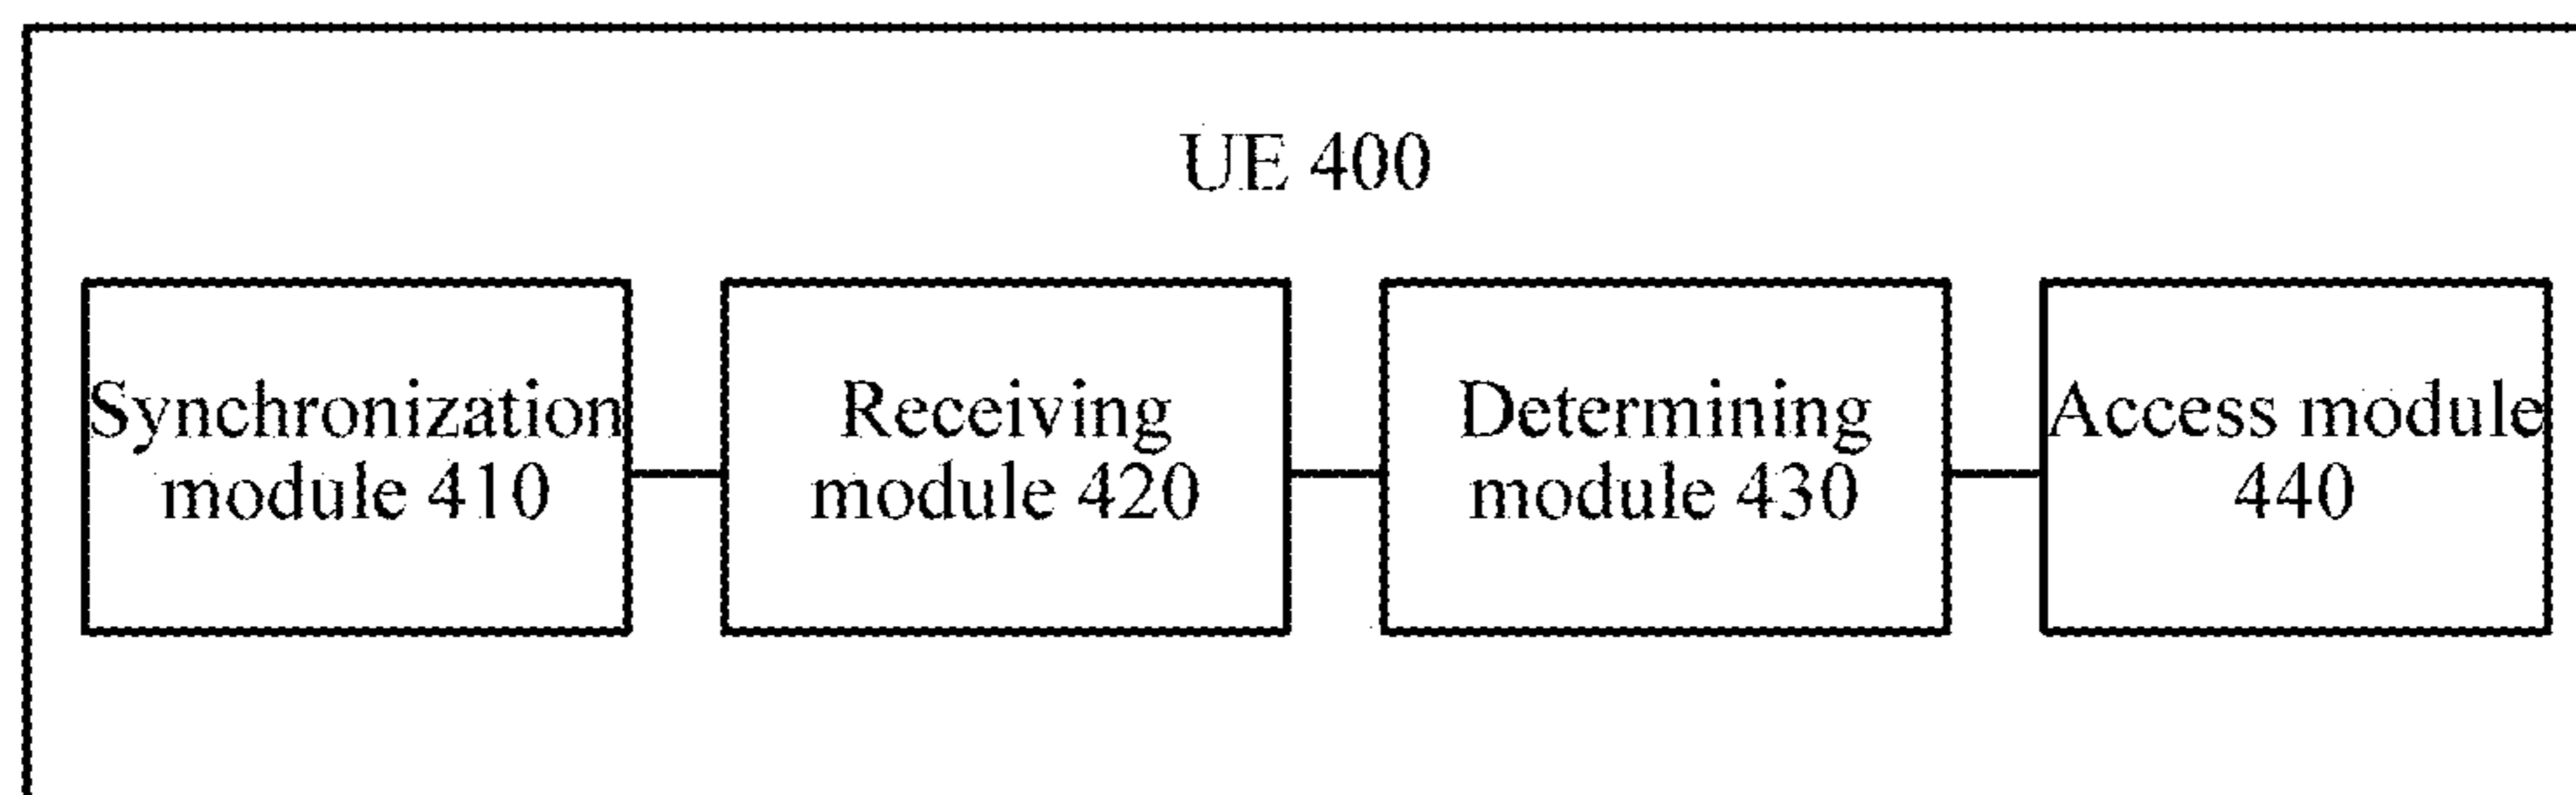 UE 400
Synchronization
module 410
Receiving
module 420
Determining
module 430
Access module
440